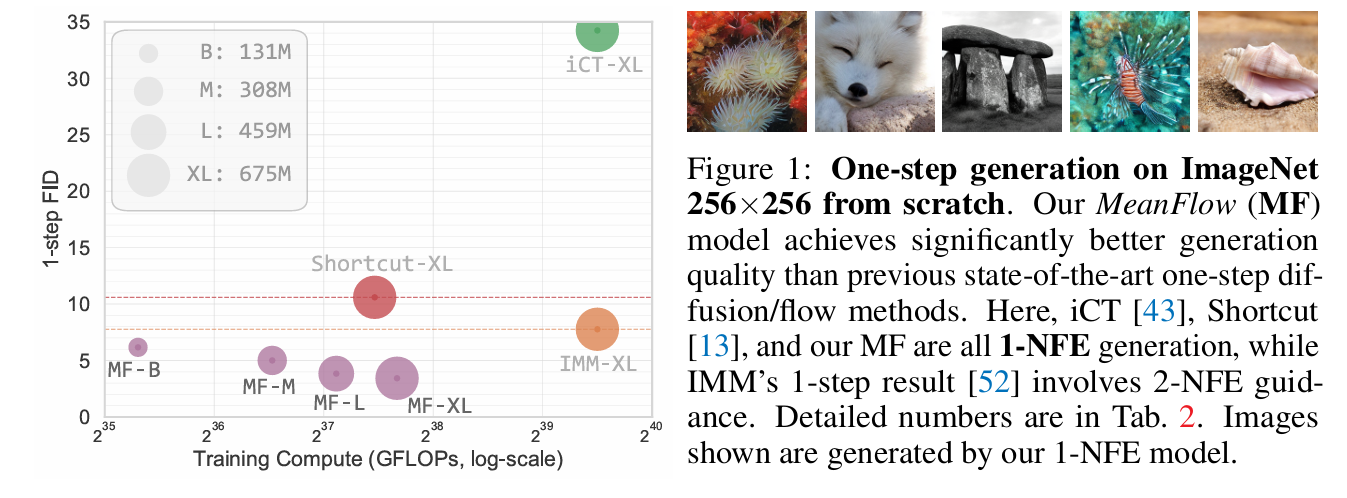 35
30
25
20
15
10
5
0
1-step FID
B: 131M
M: 308M
L: 459M
XL: 675M
iCT-XL
Shortcut-XL
IMM-XL
MF-B
MF-M
MF-L
MF-XL
2^35 2^36 2^37 2^38 2^39 2^40
Training Compute (GFLOPs, log-scale)
Figure 1: One-step generation on ImageNet
256×256 from scratch. Our MeanFlow (MF)
model achieves significantly better generation
quality than previous state-of-the-art one-step dif-
fusion/flow methods. Here, iCT [43], Shortcut
[13], and our MF are all 1-NFE generation, while
IMM's 1-step result [52] involves 2-NFE guid-
ance. Detailed numbers are in Tab. 2. Images
shown are generated by our 1-NFE model.